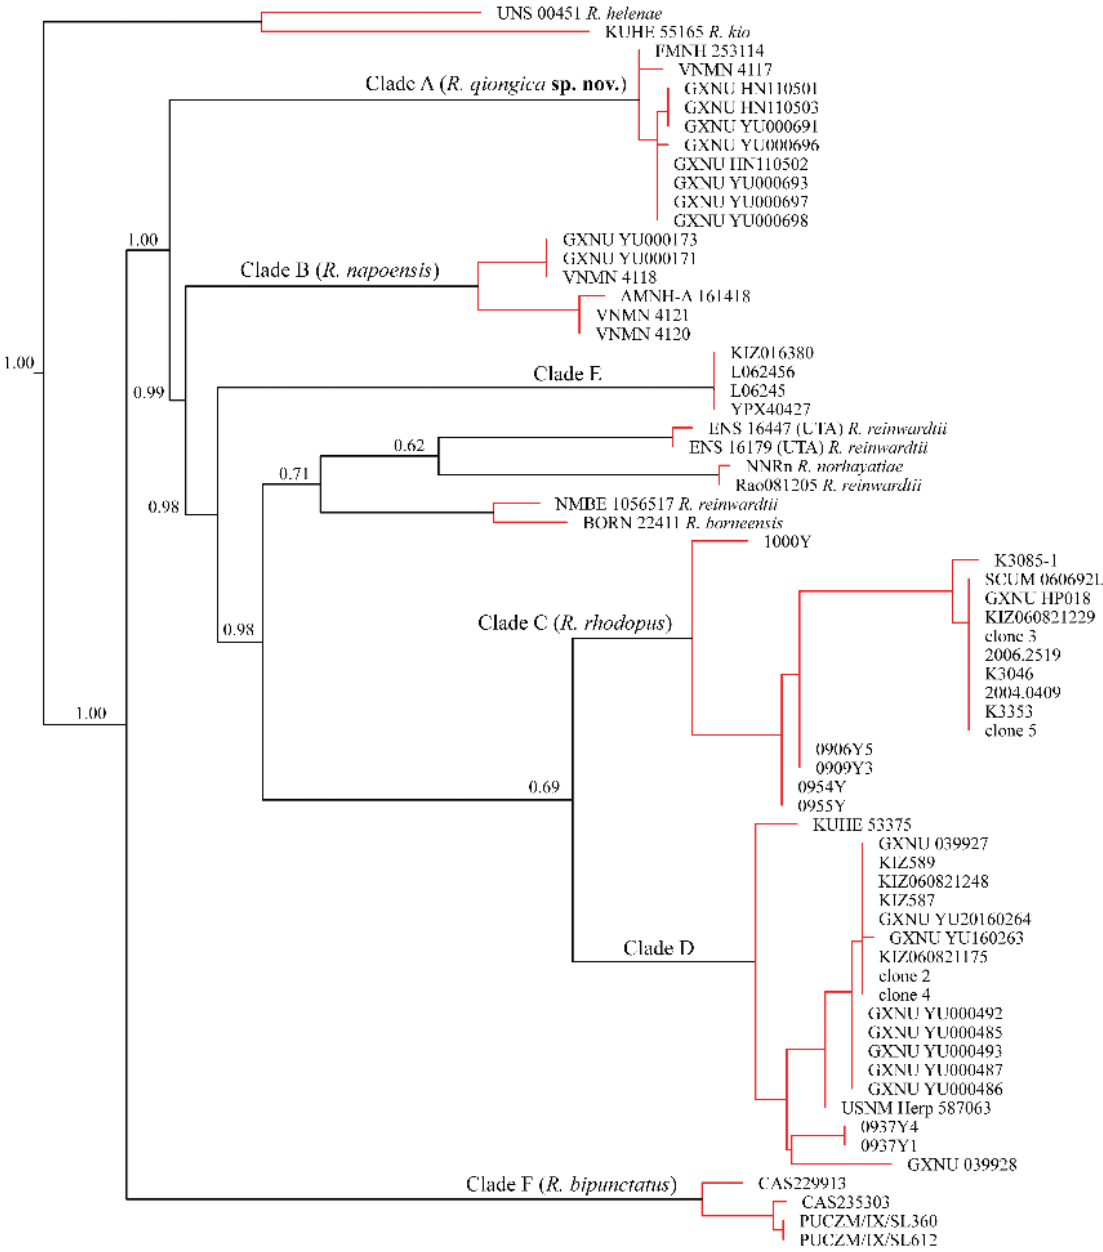 UNS 00451 R. helenae
KUHE 55165 R. kio
FMNH 253114
VNMN 4117
Clade A (R. qiongica sp. nov.)
GXNU HN110501
GXNU HN110503
GXNU YU000691
GXNU YU000696
GXNU HN110502
GXNU YU000693
GXNU YU000697
GXNU YU000698
1.00
GXNU YU000173
GXNU YU000171
Clade B (R. napoensis)
VNMN 4118
AMNH-A 161418
VNMN 4121
VNMN 4120
KIZ016380
1.00
L062456
Clade E
L06245
0.99
YPX40427
ENS 16447 (UTA) R. reinwardtii
0.62
ENS 16179 (UTA) R. reinwardtii
NNRn R. norhayatiae
0.71
Rao081205 R. reinwardtii
NMBE 1056517 R. reinwardtii
0.98
BORN 22411 R. borneensis
1000Y
K3085-1
SCUM 060692L
GXNU HP018
KIZ060821229
Clade C (R. rhodopus)
0.98
clone 3
2006.2519
K3046
2004.0409
K3353
1.00
clone 5
0906Y5
0909Y3
0.69
0954Y
0955Y
KUHE 53375
GXNU 039927
KIZ589
KIZ060821248
KIZ587
GXNU YU20160264
GXNU YU160263
Clade D
KIZ060821175
clone 2
clone 4
GXNU YU000492
GXNU YU000485
GXNU YU000493
GXNU YU000487
GXNU YU000486
USNM Herp 587063
0937Y4
0937Y1
GXNU 039928
Clade F (R. bipunctatus)
CAS229913
CAS235303
PUCZM/IX/SL360
PUCZM/IX/SL612